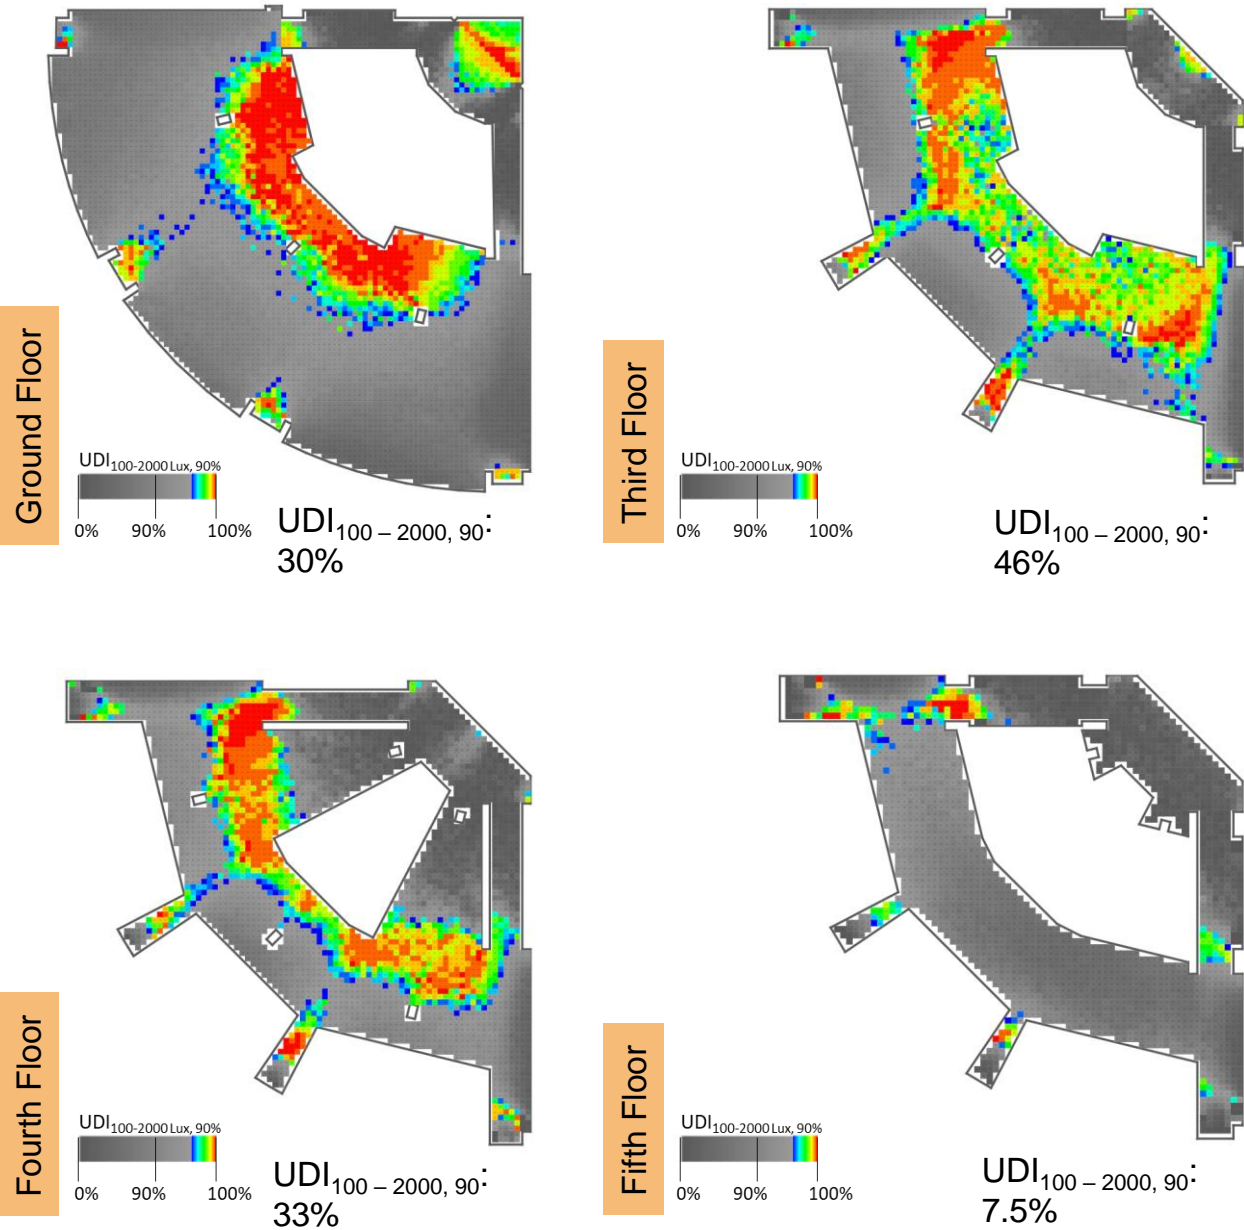 Ground Floor
UDI100-2000 Lux, 90%
0% 90% 100%
UDI100 – 2000, 90:
30%
Third Floor
UDI100-2000 Lux, 90%
0% 90% 100%
UDI100 – 2000, 90:
46%
Fourth Floor
UDI100-2000 Lux, 90%
0% 90% 100%
UDI100 – 2000, 90:
33%
Fifth Floor
UDI100-2000 Lux, 90%
0% 90% 100%
UDI100 – 2000, 90:
7.5%